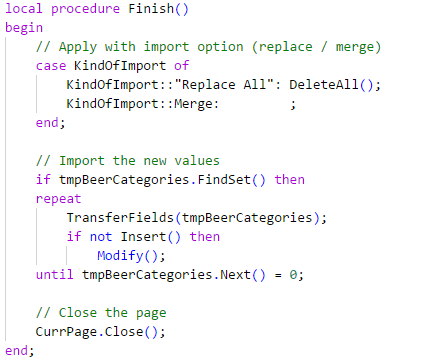 local procedure Finish()
begin
    // Apply with import option (replace / merge)
    case KindOfImport of
        KindOfImport::"Replace All": DeleteAll();
        KindOfImport::Merge:         ;
    end;

    // Import the new values
    if tmpBeerCategories.FindSet() then
    repeat
        TransferFields(tmpBeerCategories);
        if not Insert() then
            Modify();
    until tmpBeerCategories.Next() = 0;

    // Close the page
    CurrPage.Close();
end;